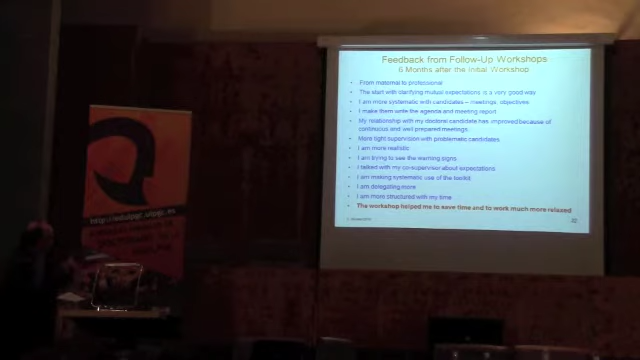 Feedback from Follow-Up Workshops
6 Months after the Initial Workshop
From maternal to professional
The start with clarifying mutual expectations is a very good way
I am more systematic with candidates – meetings, objectives
I make them write the agenda and meeting report
My relationship with my doctoral candidate has improved because of
continuous and well prepared meetings.
More tight supervision with problematic candidates
I am more realistic
I am trying to see the warning signs
I talked with my co-supervisor about expectations
I am making systematic use of the toolkit
I am delegating more
I am more structured with my time
The workshop helped me to save time and to work much more relaxed